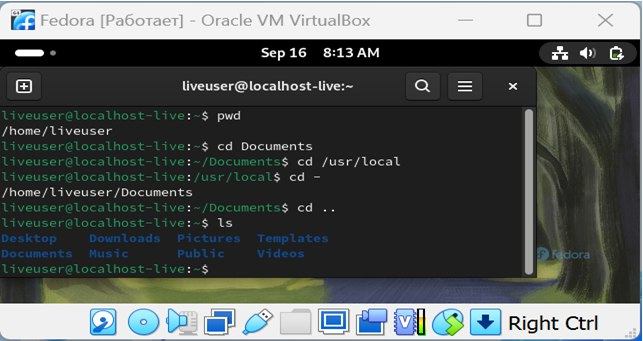 Fedora [Работает] - Oracle VM VirtualBox
Sep 16 8:13 AM
liveuser@localhost-live:~
liveuser@localhost-live:~$ pwd
/home/liveuser
liveuser@localhost-live:~$ cd Documents
liveuser@localhost-live:~/Documents$ cd /usr/local
liveuser@localhost-live:/usr/local$ cd -
/home/liveuser/Documents
liveuser@localhost-live:~/Documents$ cd ..
liveuser@localhost-live:~$ ls
Desktop Downloads Pictures Templates
Documents Music Public Videos
liveuser@localhost-live:~$
fedora
Right Ctrl